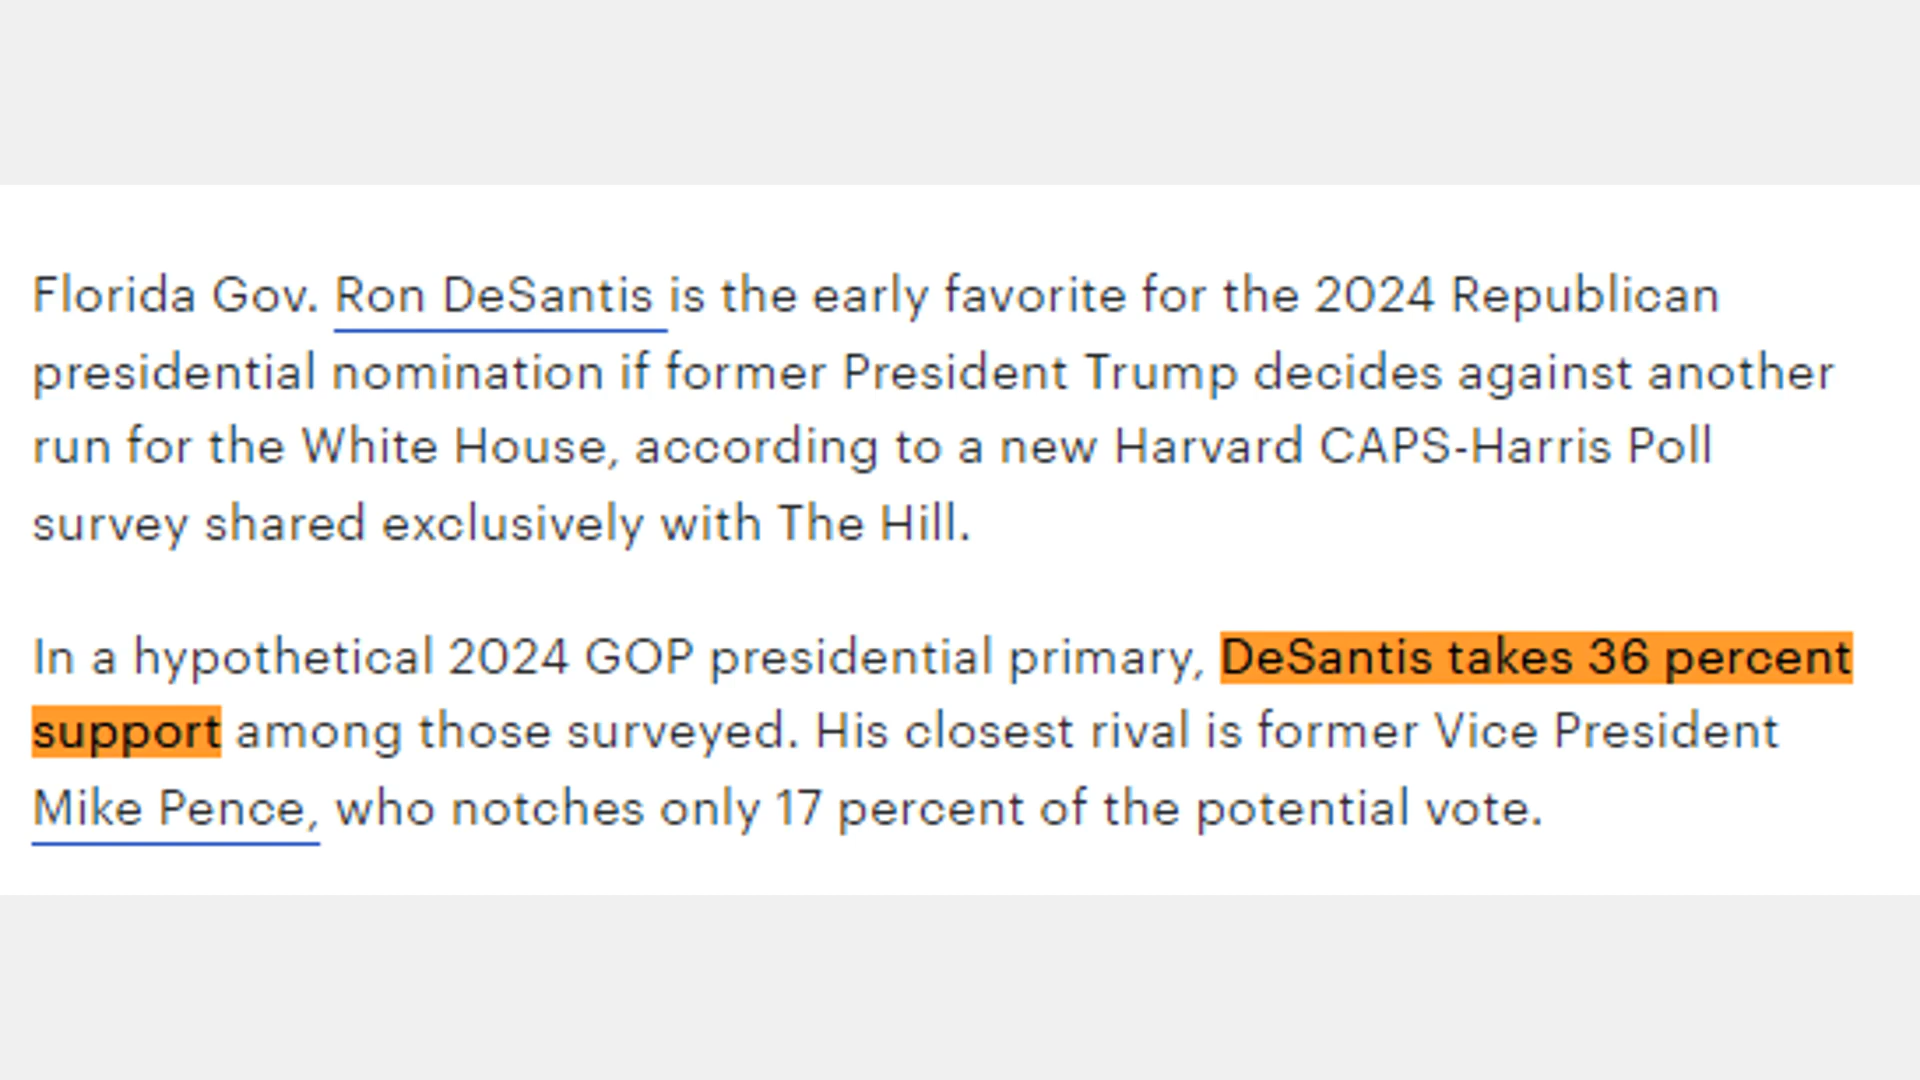 Florida Gov. Ron DeSantis is the early favorite for the 2024 Republican
presidential nomination if former President Trump decides against another
run for the White House, according to a new Harvard CAPS-Harris Poll
survey shared exclusively with The Hill.
In a hypothetical 2024 GOP presidential primary, DeSantis takes 36 percent
support among those surveyed. His closest rival is former Vice President
Mike Pence, who notches only 17 percent of the potential vote.